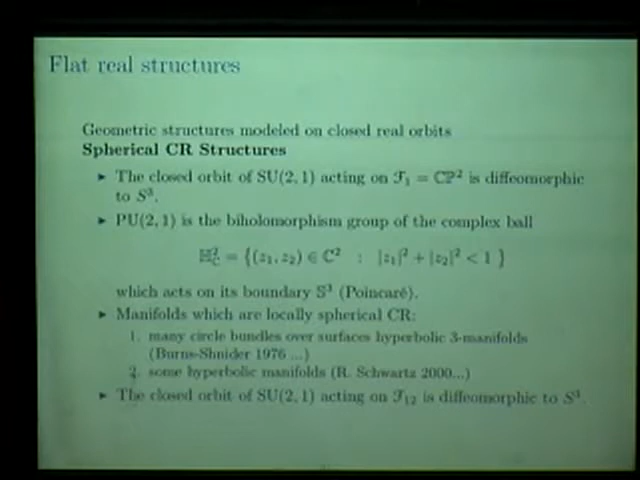 Flat real structures
Geometric structures modeled on closed real orbits
Spherical CR Structures
▸ The closed orbit of SU(2, 1) acting on ℱ₁ = ℂℙ² is diffeomorphic
to S³.
▸ PU(2, 1) is the biholomorphism group of the complex ball
ℍ²_ℂ = {(z₁, z₂) ∈ ℂ² : |z₁|² + |z₂|² < 1 }
which acts on its boundary 𝕊³ (Poincaré).
▸ Manifolds which are locally spherical CR:
1. many circle bundles over surfaces hyperbolic 3-manifolds
(Burns-Shnider 1976 ...)
2. some hyperbolic manifolds (R. Schwartz 2000...)
▸ The closed orbit of SU(2, 1) acting on ℱ₁₂ is diffeomorphic to S³.